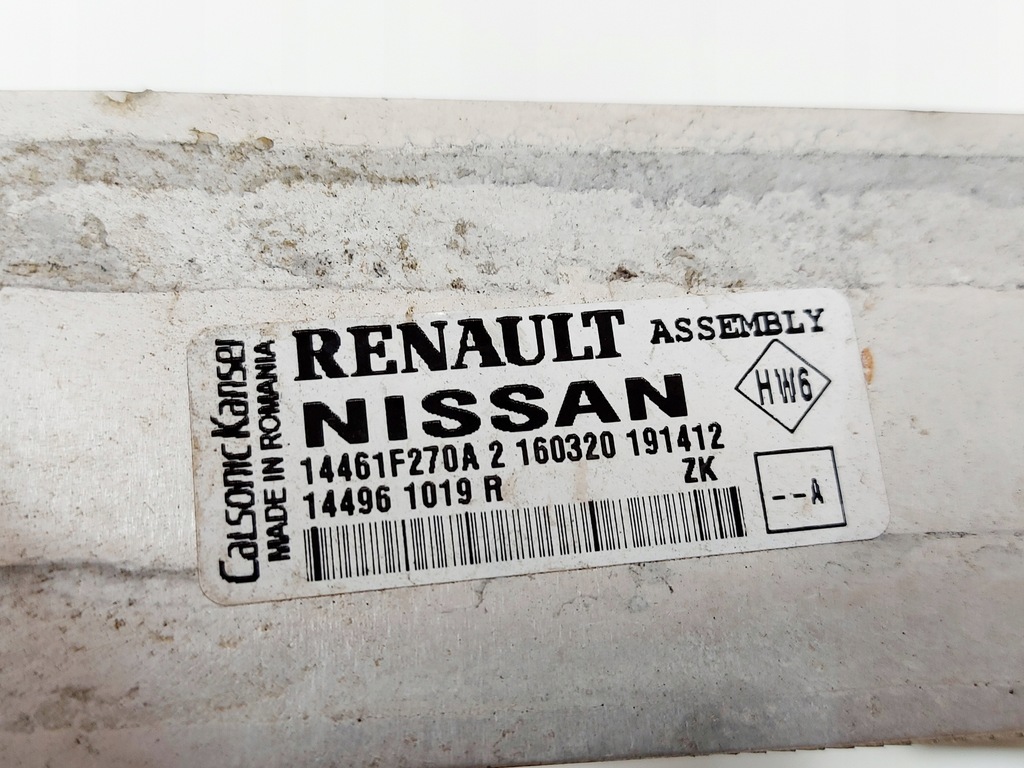 Calsonic Kansei
MADE IN ROMANIA
RENAULT ASSEMBLY
NISSAN
HW6
14461F270A 2 160320 191412
14496 1019 R
ZK
--A